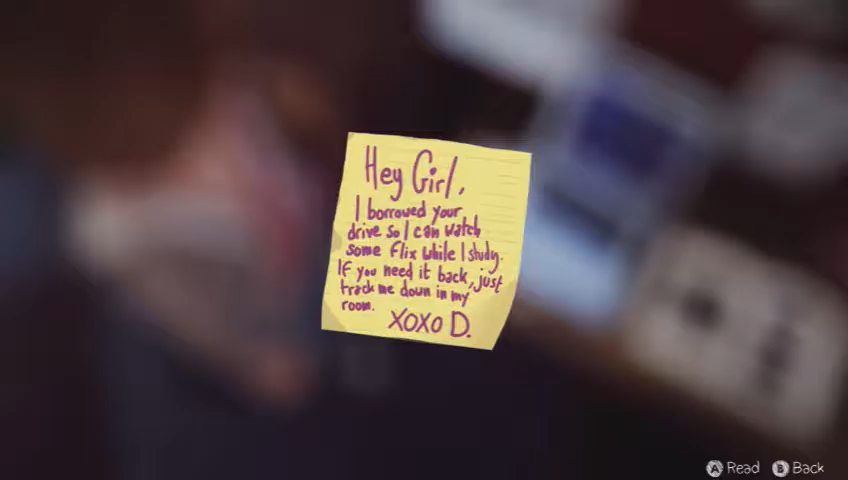 Hey Girl,
I borrowed your
drive so I can watch
some flix while I study.
If you need it back, just
track me down in my
room.
XOXO D.
A Read B Back